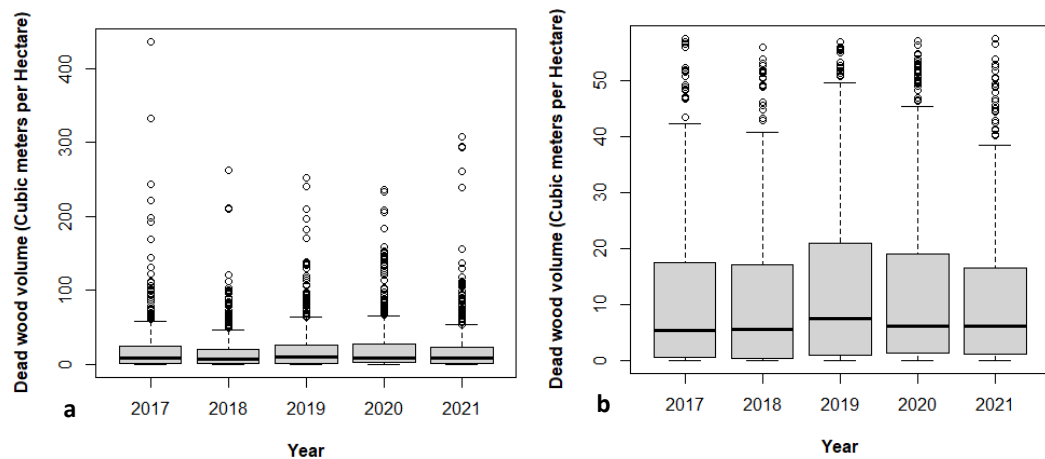 Dead wood volume (Cubic meters per Hectare)
400
300
200
100
0
2017 2018 2019 2020 2021
a
Year
Dead wood volume (Cubic meters per Hectare)
50
40
30
20
10
0
2017 2018 2019 2020 2021
b
Year